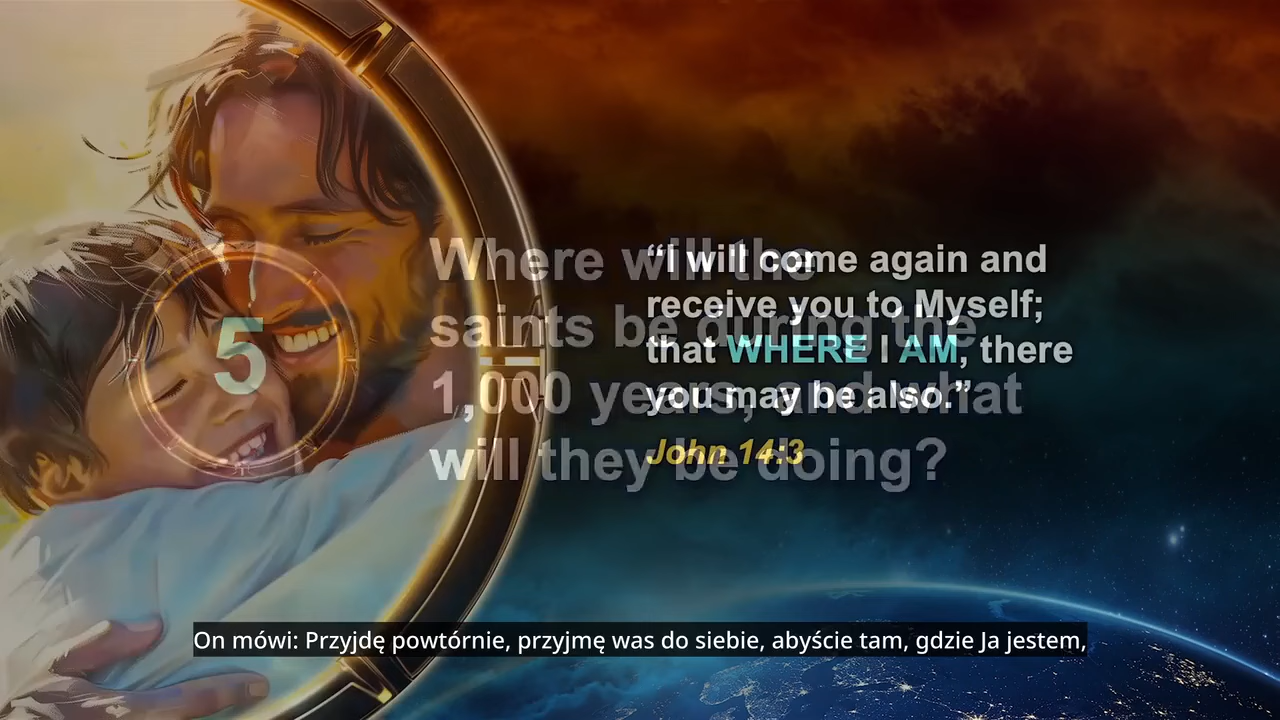 5
Where will the
saints be during the
1,000 years, and what
will they be doing?
“I will come again and
receive you to Myself;
that WHERE I AM, there
you may be also.”
John 14:3
On mówi: Przyjdę powtórnie, przyjmę was do siebie, abyście tam, gdzie Ja jestem,